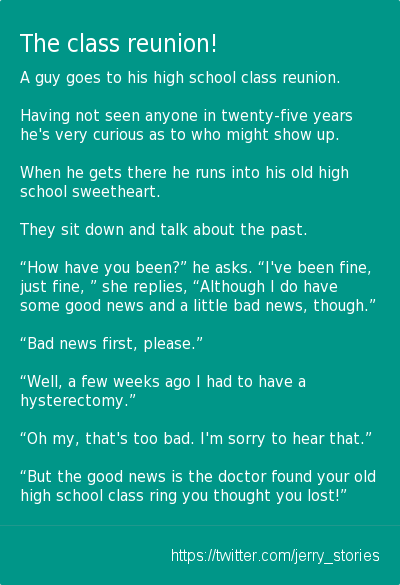 The class reunion!
A guy goes to his high school class reunion.
Having not seen anyone in twenty-five years
he's very curious as to who might show up.
When he gets there he runs into his old high
school sweetheart.
They sit down and talk about the past.
“How have you been?” he asks. “I've been fine,
just fine, ” she replies, “Although I do have
some good news and a little bad news, though.”
“Bad news first, please.”
“Well, a few weeks ago I had to have a
hysterectomy.”
“Oh my, that's too bad. I'm sorry to hear that.”
“But the good news is the doctor found your old
high school class ring you thought you lost!”
https://twitter.com/jerry_stories